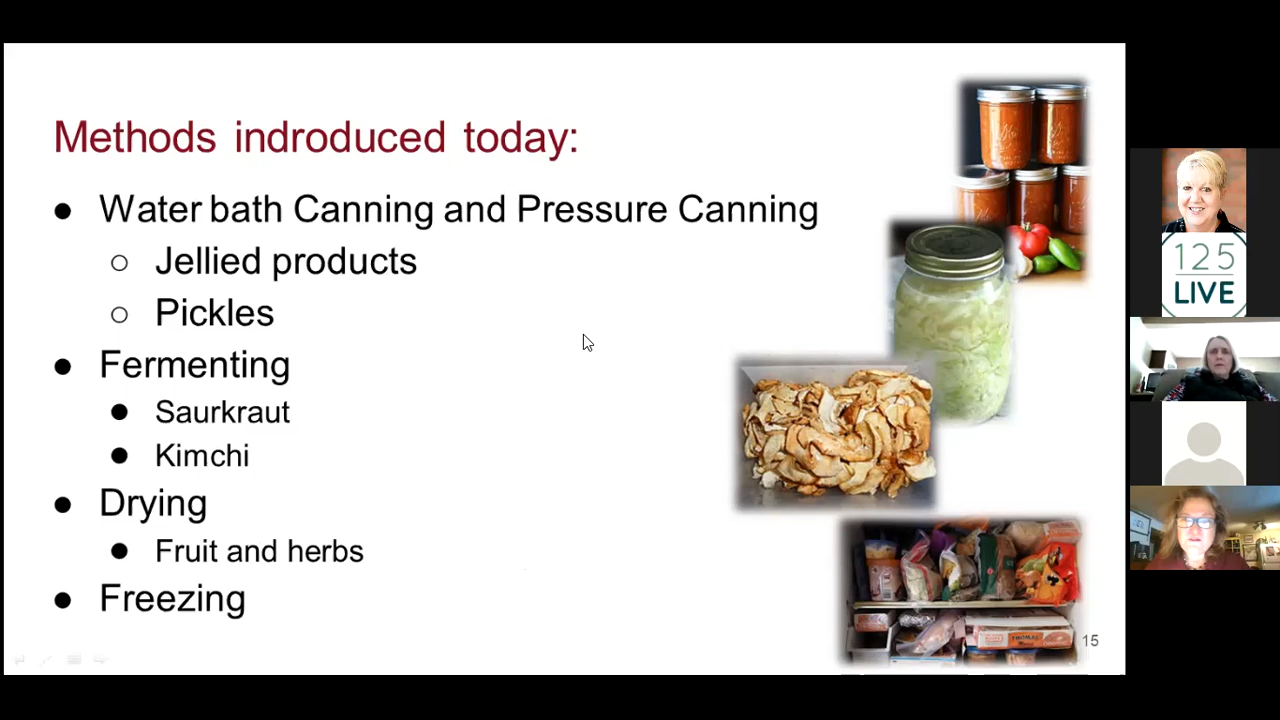 Methods indroduced today:
● Water bath Canning and Pressure Canning
○ Jellied products
○ Pickles
● Fermenting
● Saurkraut
● Kimchi
● Drying
● Fruit and herbs
● Freezing
15
125
LIVE
THOMAS